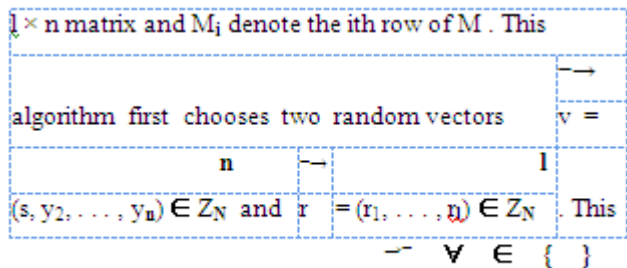 l × n matrix and Mi denote the ith row of M . This
−→
algorithm first chooses two random vectors v =
n −→ l
(s, y2, . . . , yn) ∈ ZN and r = (r1, . . . , rl) ∈ ZN . This
−− ∀ ∈ { }